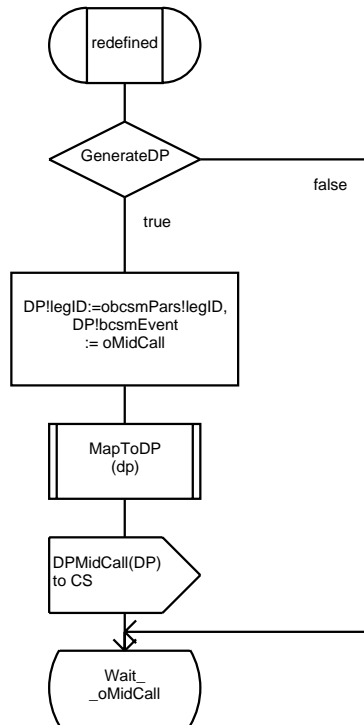 redefined
GenerateDP
false
true
DP!legID:=obcsmPars!legID,
DP!bcsmEvent
:= oMidCall
MapToDP
(dp)
DPMidCall(DP)
to CS
Wait_
_oMidCall